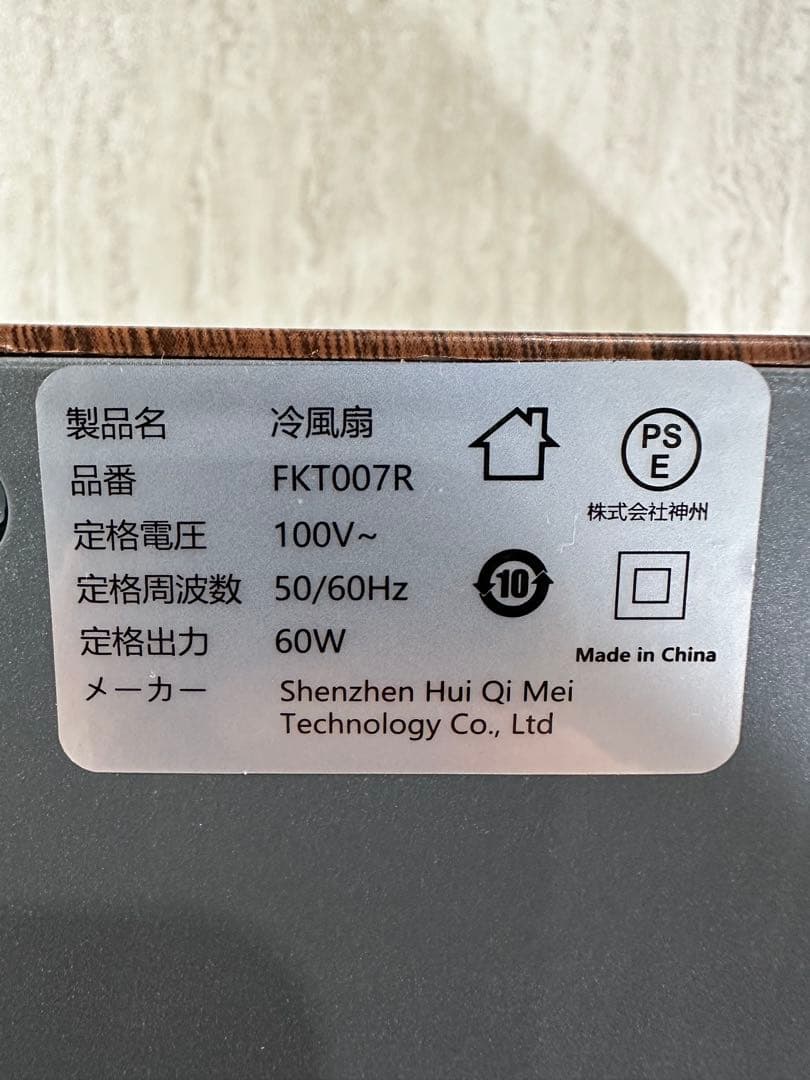 製品名 冷風扇
品番 FKT007R
定格電圧 100V~
定格周波数 50/60Hz
定格出力 60W
メーカー Shenzhen Hui Qi Mei
Technology Co., Ltd
PS
E
株式会社神州
10
Made in China